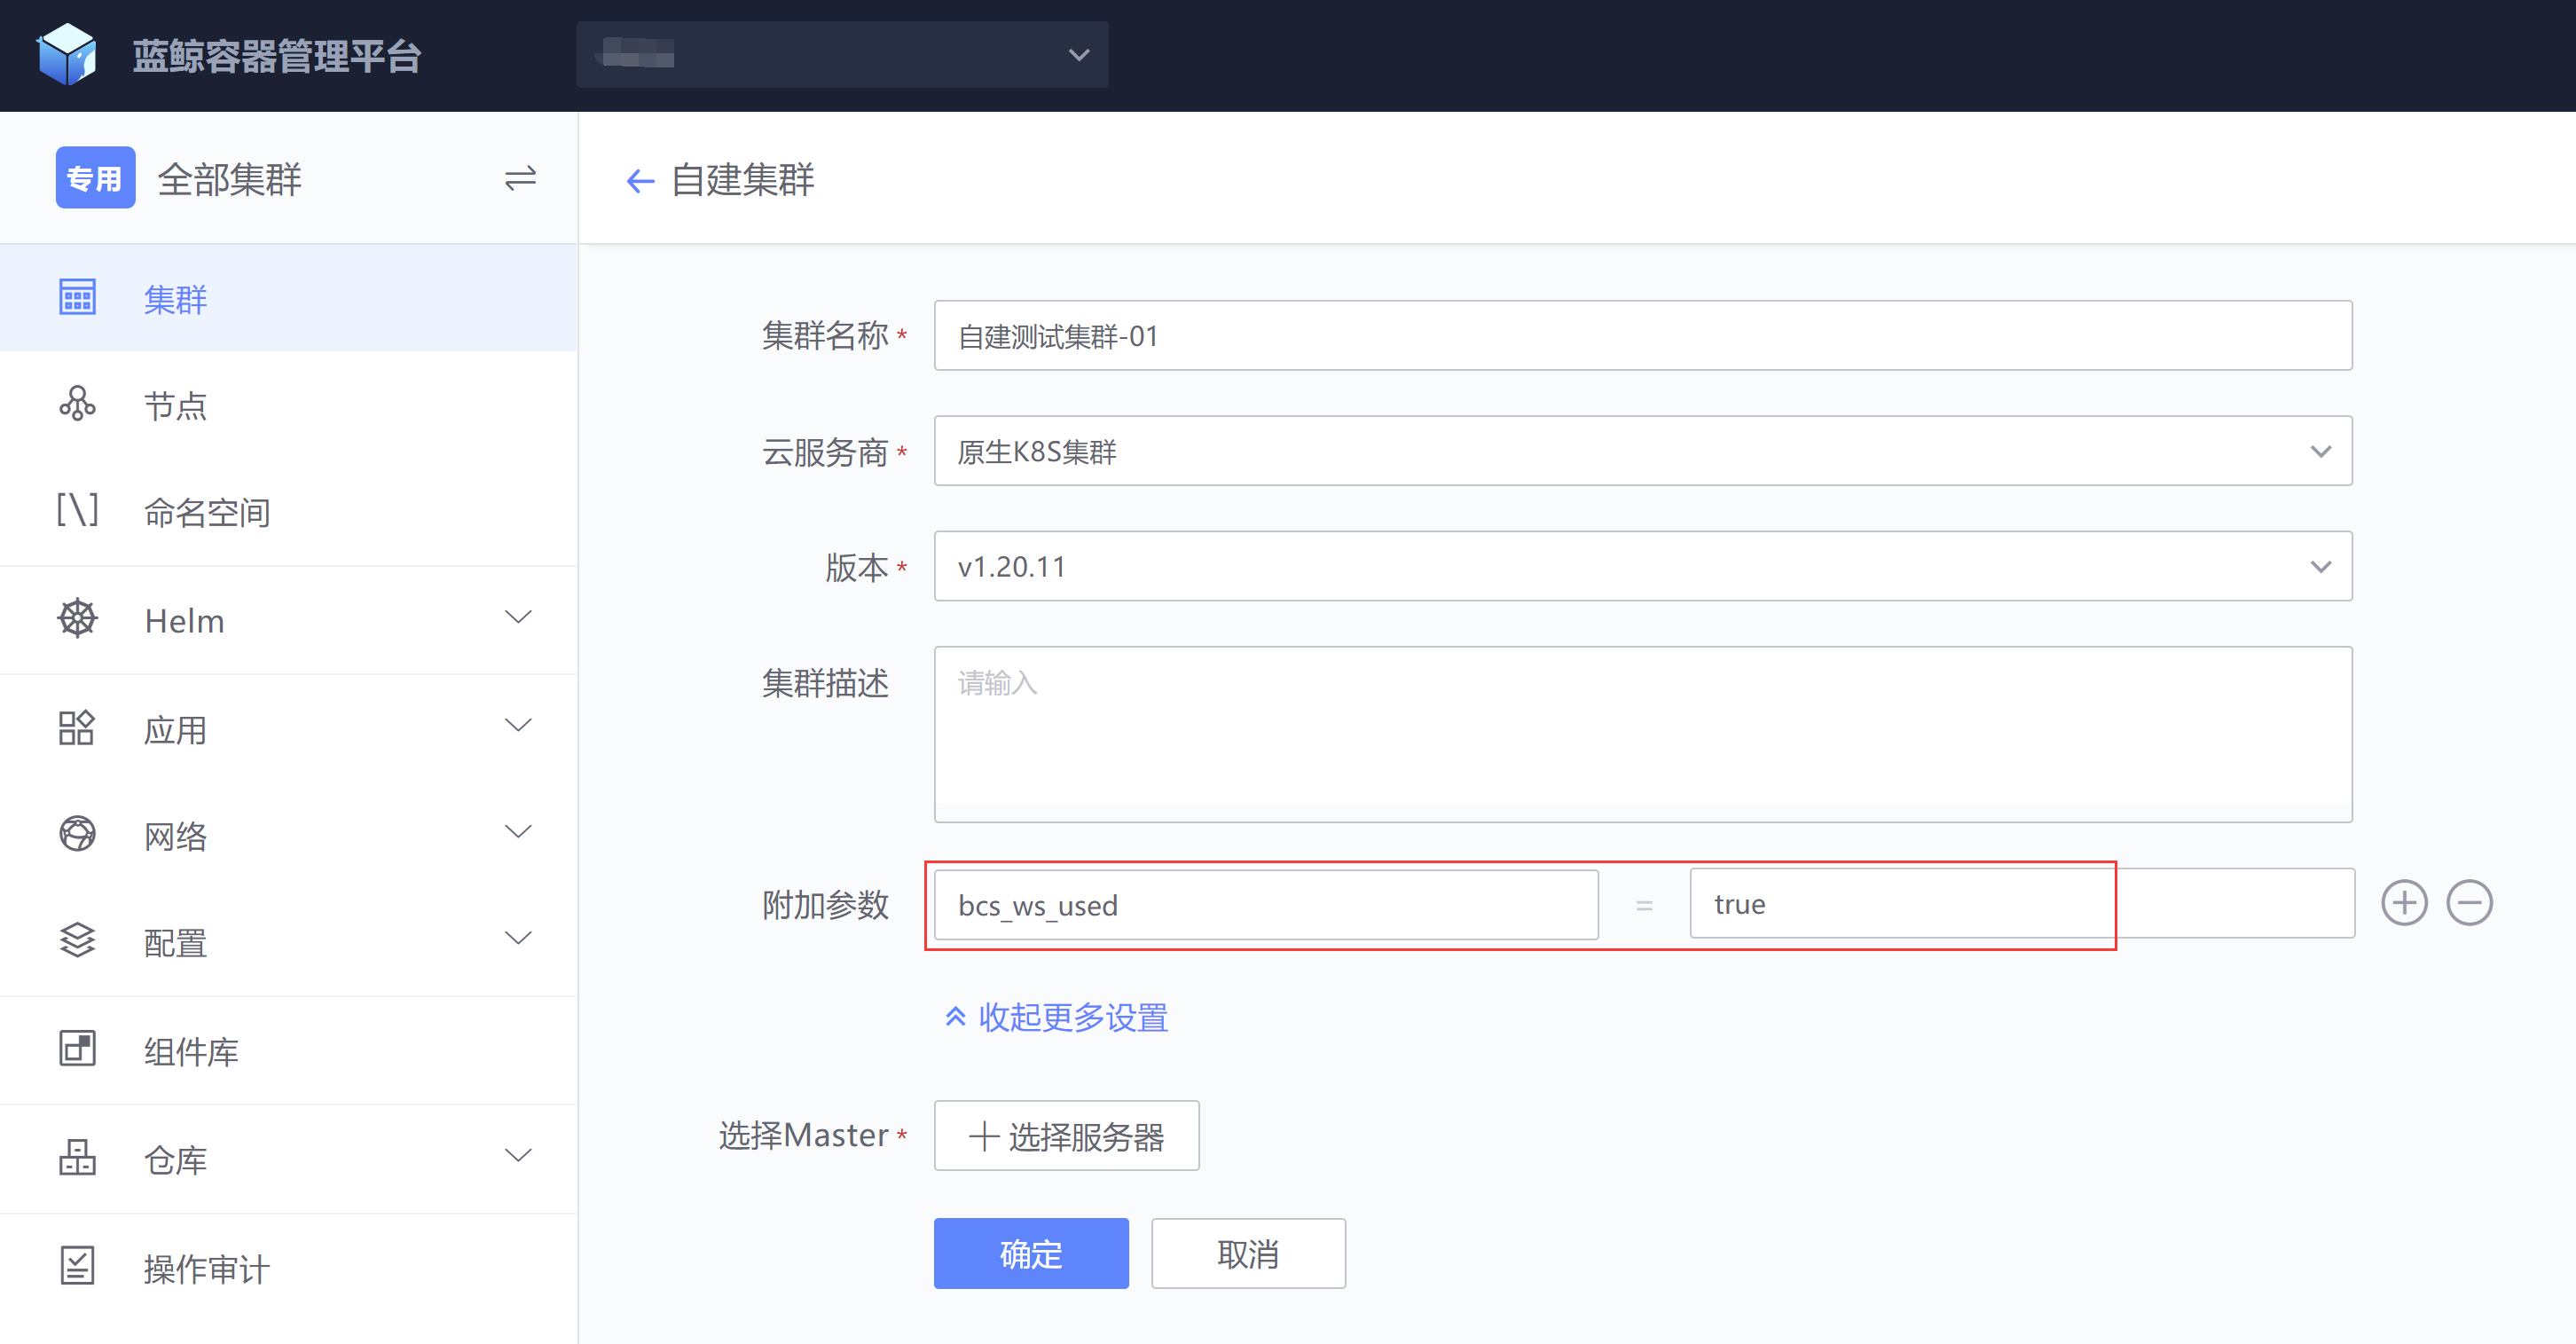 蓝鲸容器管理平台
专用 全部集群
集群
节点
命名空间
Helm
应用
网络
配置
组件库
仓库
操作审计
自建集群
集群名称 * 自建测试集群-01
云服务商 * 原生K8S集群
版本 * v1.20.11
集群描述 请输入
附加参数 bcs_ws_used = true
收起更多设置
选择Master * 选择服务器
确定 取消